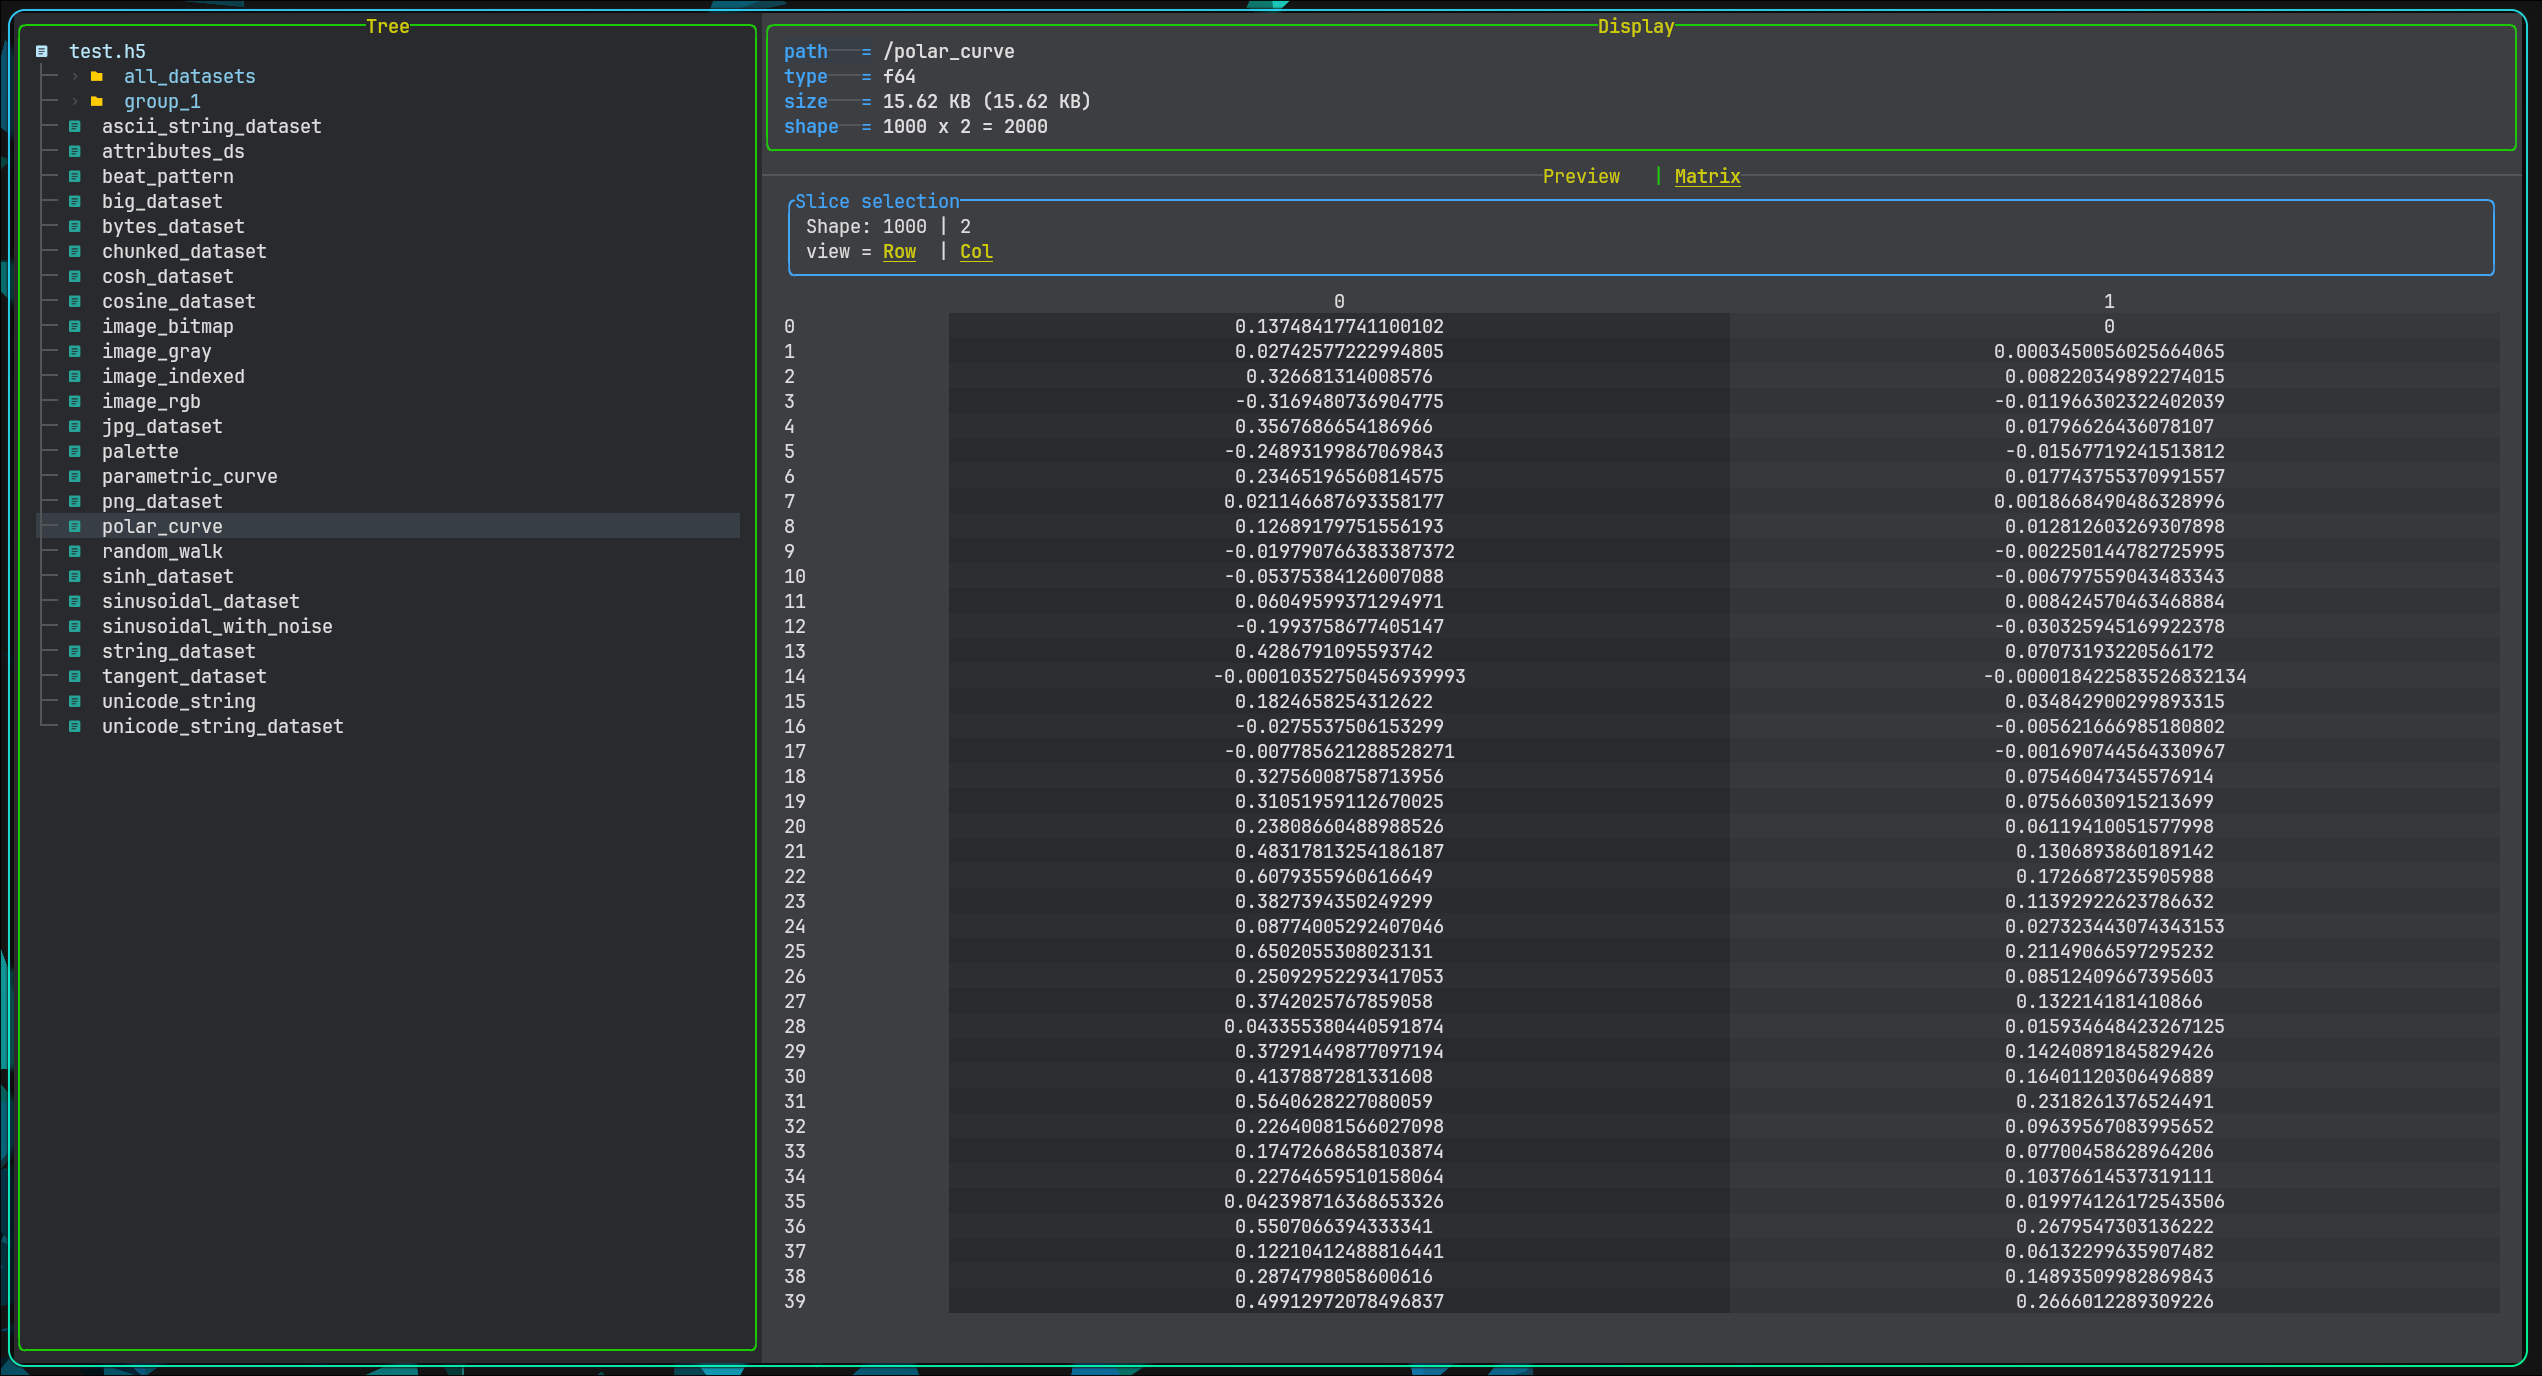 Tree
test.h5
all_datasets
group_1
ascii_string_dataset
attributes_ds
beat_pattern
big_dataset
bytes_dataset
chunked_dataset
cosh_dataset
cosine_dataset
image_bitmap
image_gray
image_indexed
image_rgb
jpg_dataset
palette
parametric_curve
png_dataset
polar_curve
random_walk
sinh_dataset
sinusoidal_dataset
sinusoidal_with_noise
string_dataset
tangent_dataset
unicode_string
unicode_string_dataset
Display
path = /polar_curve
type = f64
size = 15.62 KB (15.62 KB)
shape = 1000 x 2 = 2000
Preview | Matrix
Slice selection
Shape: 1000 | 2
view = Row | Col
0 1
0 0.13748417741100102 0
1 0.02742577222994805 0.0003450056025664065
2 0.326681314008576 0.008220349892274015
3 -0.3169480736904775 -0.011966302322402039
4 0.3567686654186966 0.01796626436078107
5 -0.24893199867069843 -0.01567719241513812
6 0.23465196560814575 0.017743755370991557
7 0.021146687693358177 0.0018668490486328996
8 0.12689179751556193 0.012812603269307898
9 -0.019790766383387372 -0.002250144782725995
10 -0.05375384126007088 -0.006797559043483343
11 0.06049599371294971 0.008424570463468884
12 -0.1993758677405147 -0.030325945169922378
13 0.4286791095593742 0.07073193220566172
14 -0.00010352750456939993 -0.000018422583526832134
15 0.1824658254312622 0.034842900299893315
16 -0.0275537506153299 -0.005621666985180802
17 -0.007785621288528271 -0.001690744564330967
18 0.32756008758713956 0.07546047345576914
19 0.31051959112670025 0.07566030915213699
20 0.23808660488988526 0.06119410051577998
21 0.48317813254186187 0.1306893860189142
22 0.6079355960616649 0.1726687235905988
23 0.3827394350249299 0.11392922623786632
24 0.08774005292407046 0.027323443074343153
25 0.6502055308023131 0.21149066597295232
26 0.25092952293417053 0.08512409667395603
27 0.3742025767859058 0.132214181410866
28 0.043355380440591874 0.015934648423267125
29 0.37291449877097194 0.14240891845829426
30 0.4137887281331608 0.16401120306496889
31 0.5640628227080059 0.2318261376524491
32 0.22640081566027098 0.09639567083995652
33 0.17472668658103874 0.07700458628964206
34 0.22764659510158064 0.10376614537319111
35 0.042398716368653326 0.019974126172543506
36 0.5507066394333341 0.2679547303136222
37 0.12210412488816441 0.06132299635907482
38 0.2874798058600616 0.14893509982869843
39 0.49912972078496837 0.2666012289309226